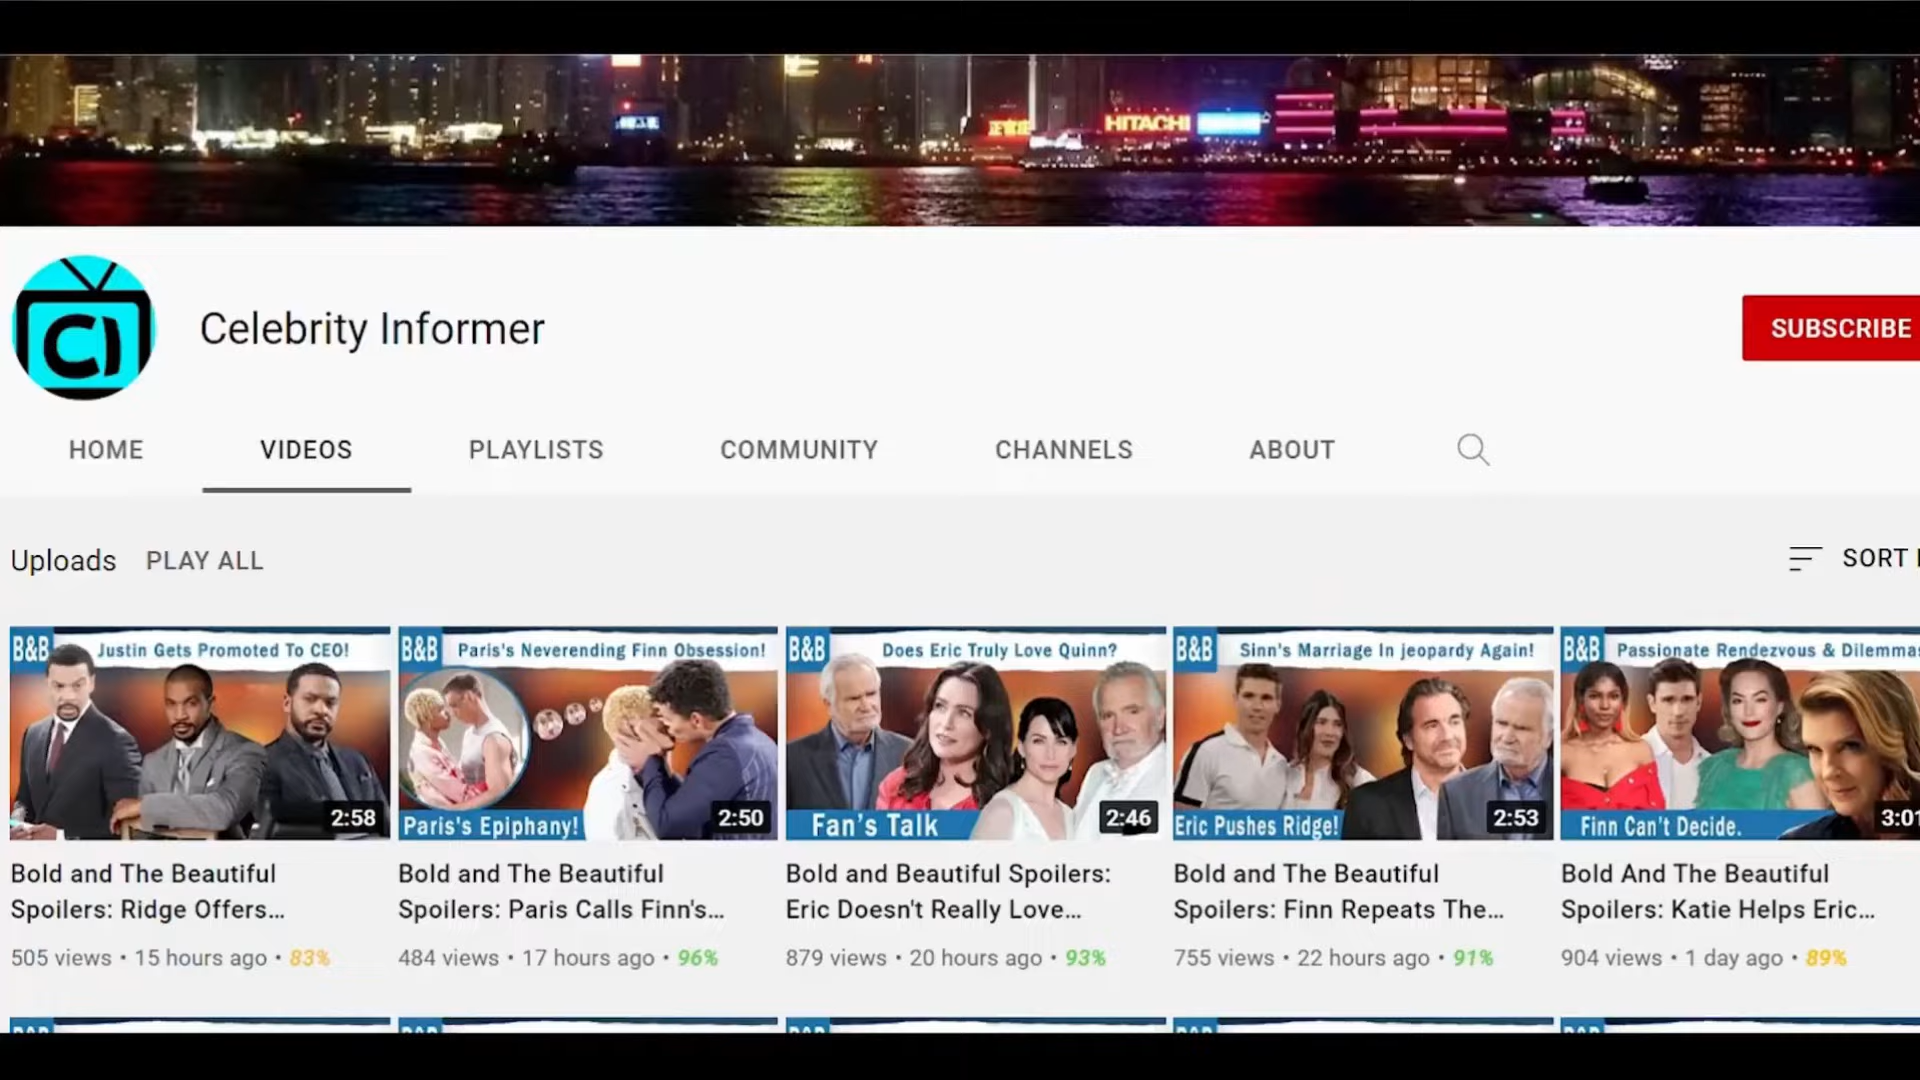 正官庄
HITACHI
CI
Celebrity Informer
SUBSCRIBE
HOME
VIDEOS
PLAYLISTS
COMMUNITY
CHANNELS
ABOUT
Uploads
PLAY ALL
SORT
B&B
Justin Gets Promoted To CEO!
2:58
Bold and The Beautiful
Spoilers: Ridge Offers...
505 views • 15 hours ago • 83%
B&B
Paris's Neverending Finn Obsession!
Paris's Epiphany!
2:50
Bold and The Beautiful
Spoilers: Paris Calls Finn's...
484 views • 17 hours ago • 96%
B&B
Does Eric Truly Love Quinn?
Fan's Talk
2:46
Bold and Beautiful Spoilers:
Eric Doesn't Really Love...
879 views • 20 hours ago • 93%
B&B
Sinn's Marriage In jeopardy Again!
Eric Pushes Ridge!
2:53
Bold and The Beautiful
Spoilers: Finn Repeats The...
755 views • 22 hours ago • 91%
B&B
Passionate Rendezvous & Dilemmas
Finn Can't Decide.
3:01
Bold And The Beautiful
Spoilers: Katie Helps Eric...
904 views • 1 day ago • 89%
B&B
B&B
B&B
B&B
B&B